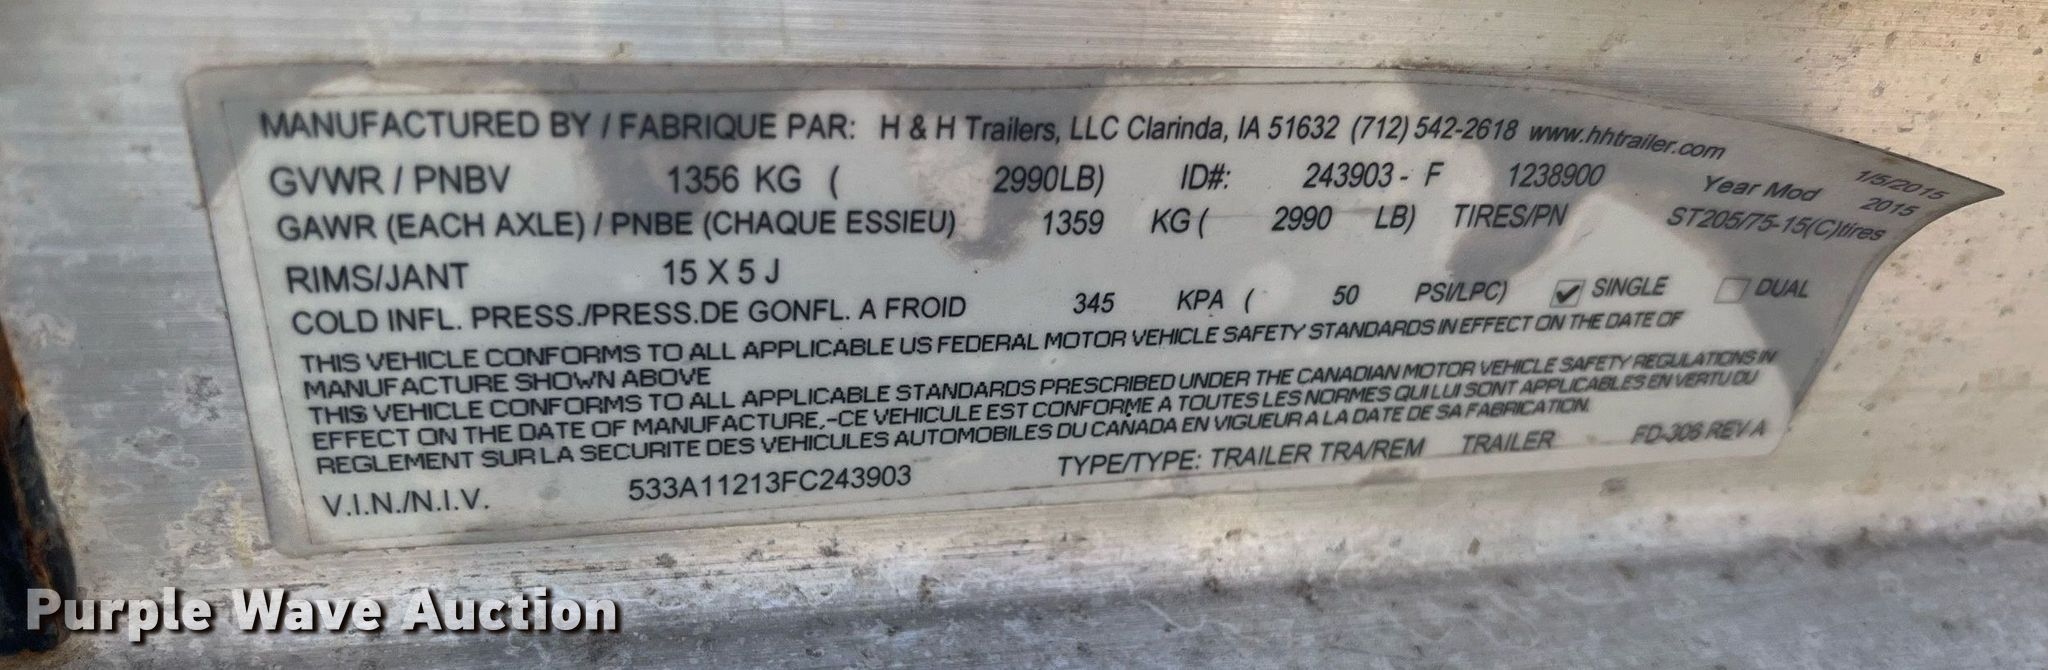 MANUFACTURED BY / FABRIQUE PAR: H & H Trailers, LLC Clarinda, IA 51632 (712) 542-2618 www.hhtrailer.com
GVWR / PNBV 1356 KG ( 2990LB) ID#: 243903 - F 1238900 Year Mod 1/5/2015
2015
GAWR (EACH AXLE) / PNBE (CHAQUE ESSIEU) 1359 KG ( 2990 LB) TIRES/PN ST205/75-15(C)tires
RIMS/JANT 15 X 5 J
COLD INFL. PRESS./PRESS.DE GONFL. A FROID 345 KPA ( 50 PSI/LPC) SINGLE DUAL
THIS VEHICLE CONFORMS TO ALL APPLICABLE US FEDERAL MOTOR VEHICLE SAFETY STANDARDS IN EFFECT ON THE DATE OF
MANUFACTURE SHOWN ABOVE
THIS VEHICLE CONFORMS TO ALL APPLICABLE STANDARDS PRESCRIBED UNDER THE CANADIAN MOTOR VEHICLE SAFETY REGULATIONS IN
EFFECT ON THE DATE OF MANUFACTURE,-CE VEHICULE EST CONFORME A TOUTES LES NORMES QUI LUI SONT APPLICABLES EN VERTU DU
REGLEMENT SUR LA SECURITE DES VEHICULES AUTOMOBILES DU CANADA EN VIGUEUR A LA DATE DE SA FABRICATION.
V.I.N./N.I.V. 533A11213FC243903 TYPE/TYPE: TRAILER TRA/REM TRAILER FD-306 REV A
Purple Wave Auction